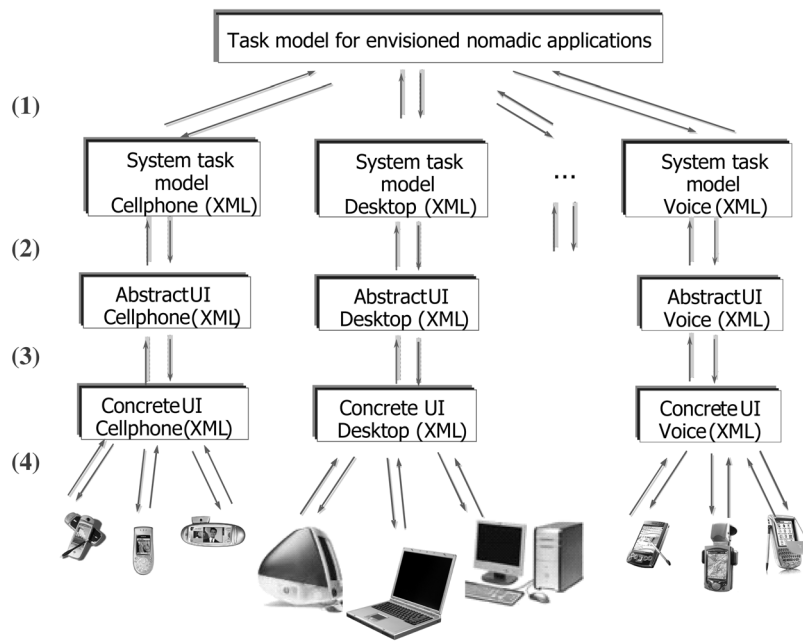 Task model for envisioned nomadic applications
(1)
System task
model
Cellphone (XML)
System task
model
Desktop (XML)
...
System task
model
Voice (XML)
(2)
Abstract UI
Cellphone (XML)
Abstract UI
Desktop (XML)
Abstract UI
Voice (XML)
(3)
Concrete UI
Cellphone (XML)
Concrete UI
Desktop (XML)
Concrete UI
Voice (XML)
(4)